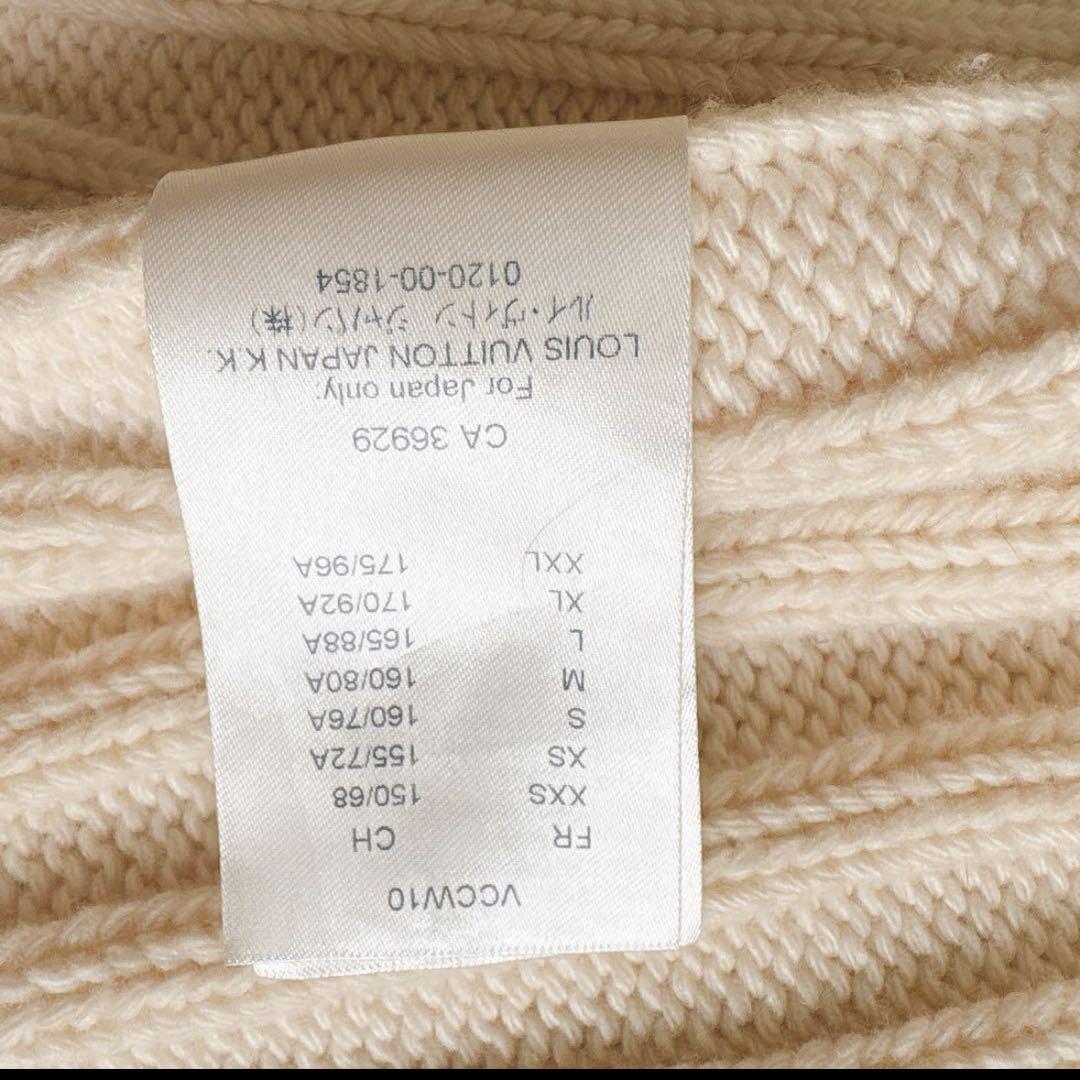 VCCW10
FR CH
XXS 150/68
XS 155/72A
S 160/76A
M 160/80A
L 165/88A
XL 170/92A
XXL 175/96A
CA 36929
For Japan only:
LOUIS VUITTON JAPAN K.K.
ルイ・ヴィトン ジャパン(株)
0120-00-1854